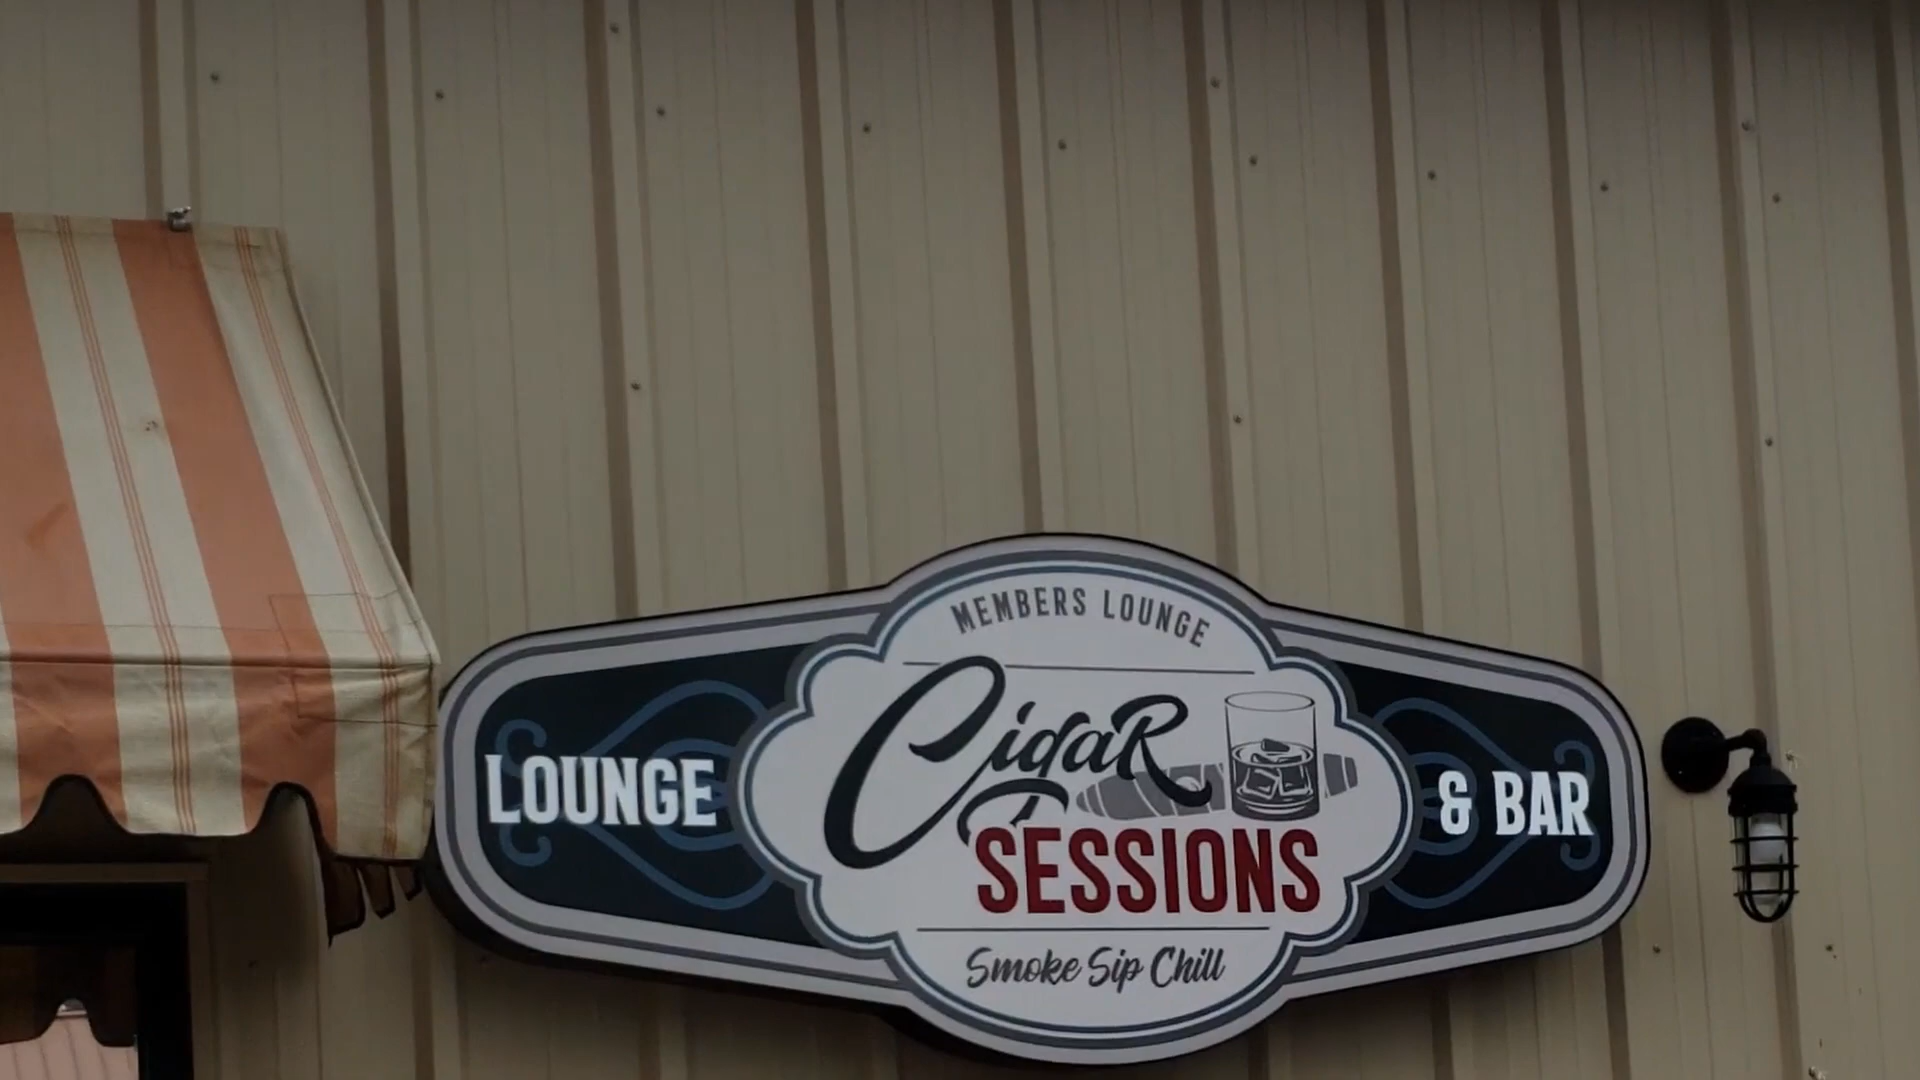 MEMBERS LOUNGE
CigaR
LOUNGE
& BAR
SESSIONS
Smoke Sip Chill